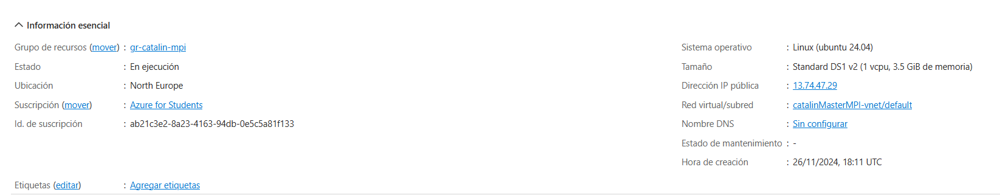 Información esencial
Grupo de recursos (mover) : gr-catalin-mpi
Estado : En ejecución
Ubicación : North Europe
Suscripción (mover) : Azure for Students
Id. de suscripción : ab21c3e2-8a23-4163-94db-0e5c5a81f133
Sistema operativo : Linux (ubuntu 24.04)
Tamaño : Standard DS1 v2 (1 vcpu, 3.5 GiB de memoria)
Dirección IP pública : 13.74.47.29
Red virtual/subred : catalinMasterMPI-vnet/default
Nombre DNS : Sin configurar
Estado de mantenimiento : -
Hora de creación : 26/11/2024, 18:11 UTC
Etiquetas (editar) : Agregar etiquetas